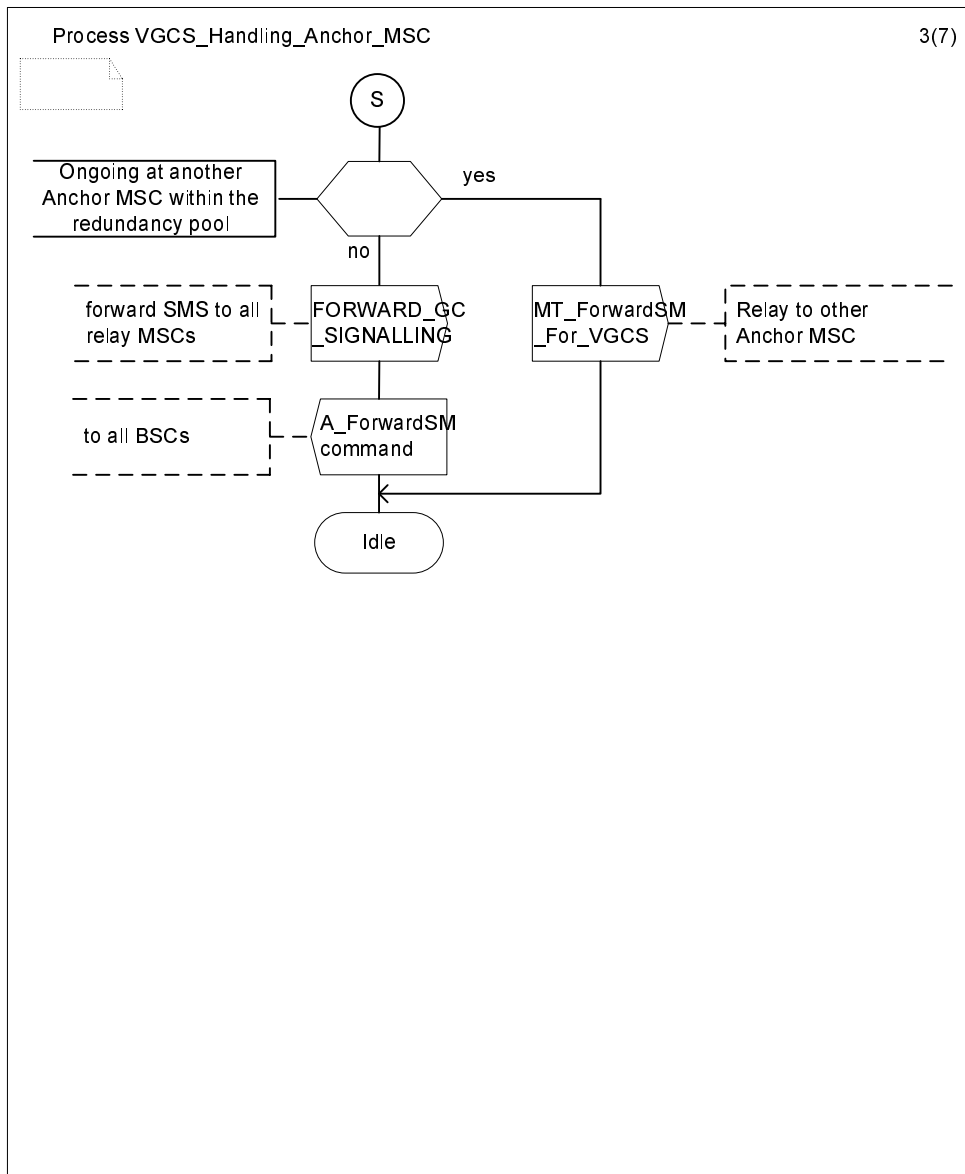 Process VGCS_Handling_Anchor_MSC
3(7)
S
Ongoing at another
Anchor MSC within the
redundancy pool
yes
no
forward SMS to all
relay MSCs
FORWARD_GC
_SIGNALLING
MT_ForwardSM
_For_VGCS
Relay to other
Anchor MSC
to all BSCs
A_ForwardSM
command
Idle